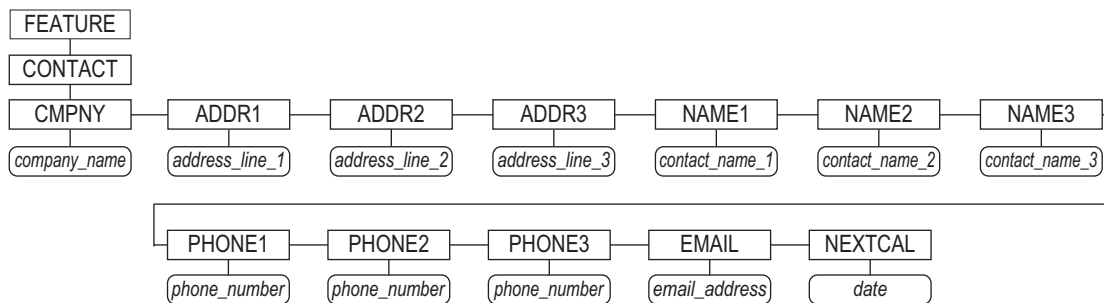 FEATURE
CONTACT
CMPNY ADDR1 ADDR2 ADDR3 NAME1 NAME2 NAME3
company_name address_line_1 address_line_2 address_line_3 contact_name_1 contact_name_2 contact_name_3
PHONE1 PHONE2 PHONE3 EMAIL NEXTCAL
phone_number phone_number phone_number email_address date